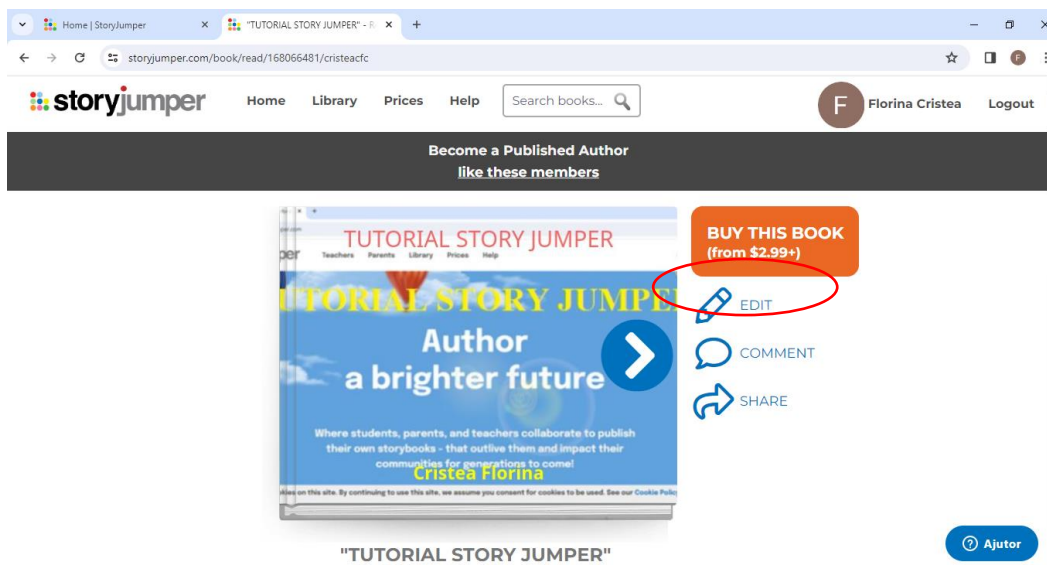 Home | StoryJumper
"TUTORIAL STORY JUMPER" - R
storyjumper.com/book/read/168066481/cristeacfc
F
storyjumper
Home Library Prices Help Search books...
F Florina Cristea Logout
Become a Published Author
like these members
TUTORIAL STORY JUMPER
per Teachers Parents Library Prices Help
UTORIAL STORY JUMPE
Author
a brighter future
Where students, parents, and teachers collaborate to publish
their own storybooks - that outlive them and impact their
communities for generations to come!
Cristea Florina
on this site. By continuing to use this site, we assume you consent for cookies to be used. See our Cookie Policy
BUY THIS BOOK
(from $2.99+)
EDIT
COMMENT
SHARE
"TUTORIAL STORY JUMPER"
Ajutor